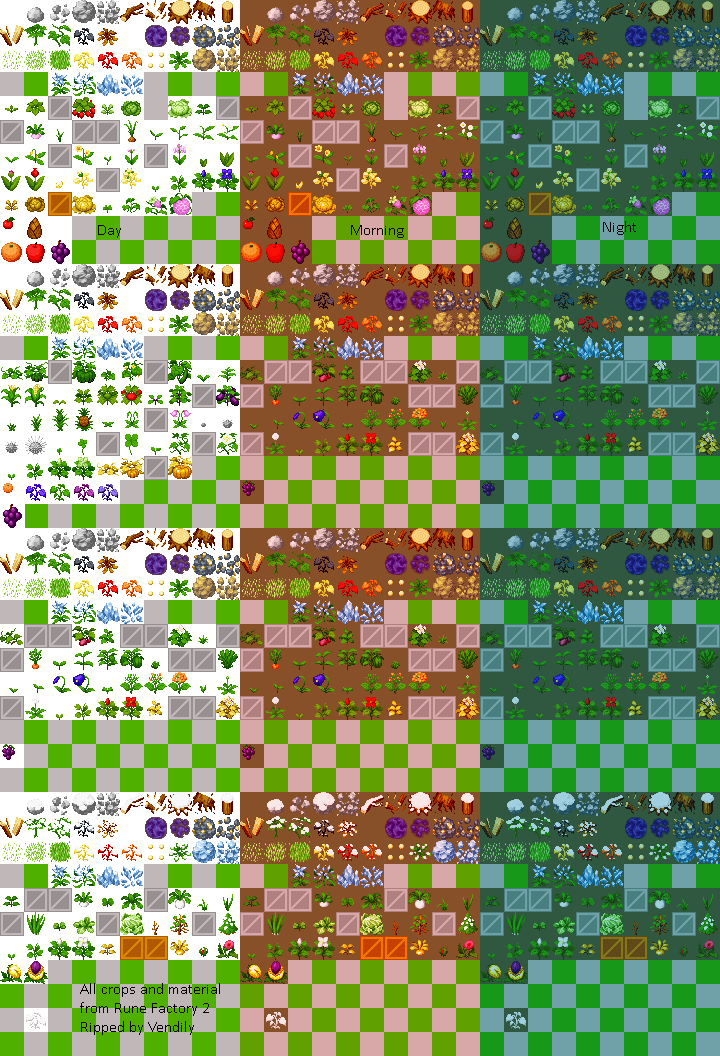 Day
Morning
Night
All crops and material
from Rune Factory 2
Ripped by Vendily